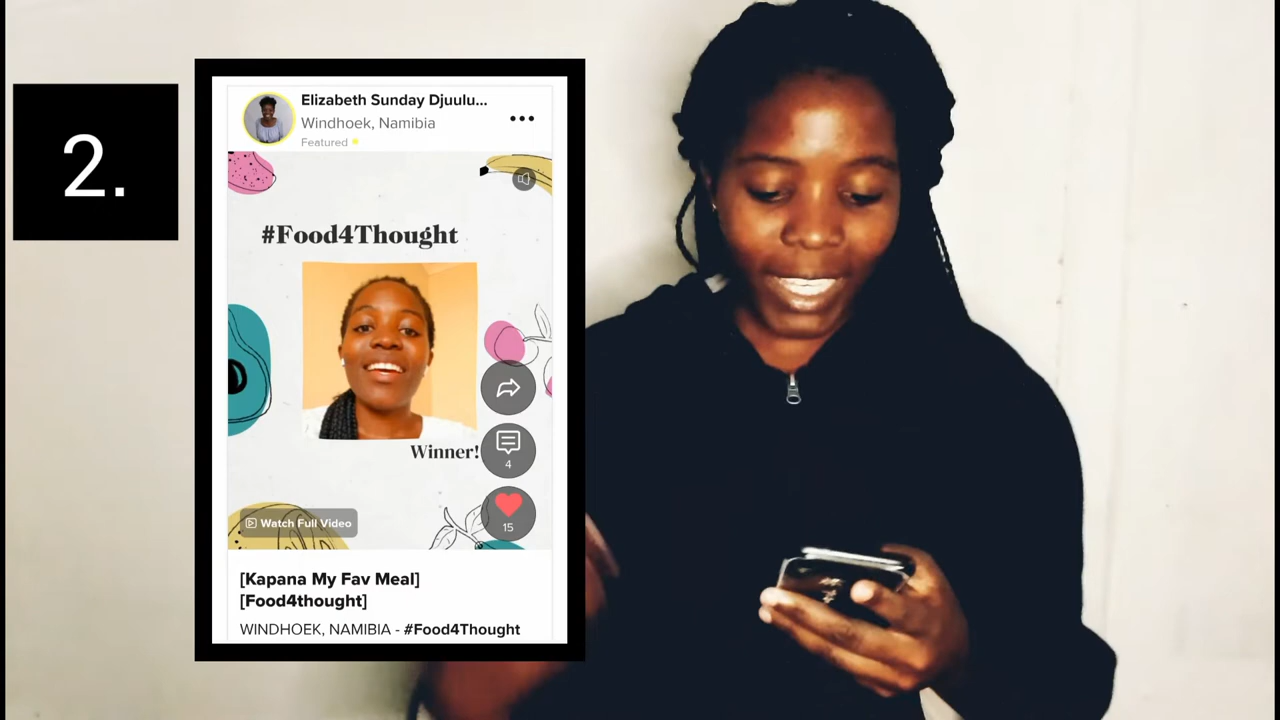 2.
Elizabeth Sunday Djuulu...
Windhoek, Namibia
Featured
#Food4Thought
Winner!
4
15
Watch Full Video
[Kapana My Fav Meal]
[Food4thought]
WINDHOEK, NAMIBIA - #Food4Thought